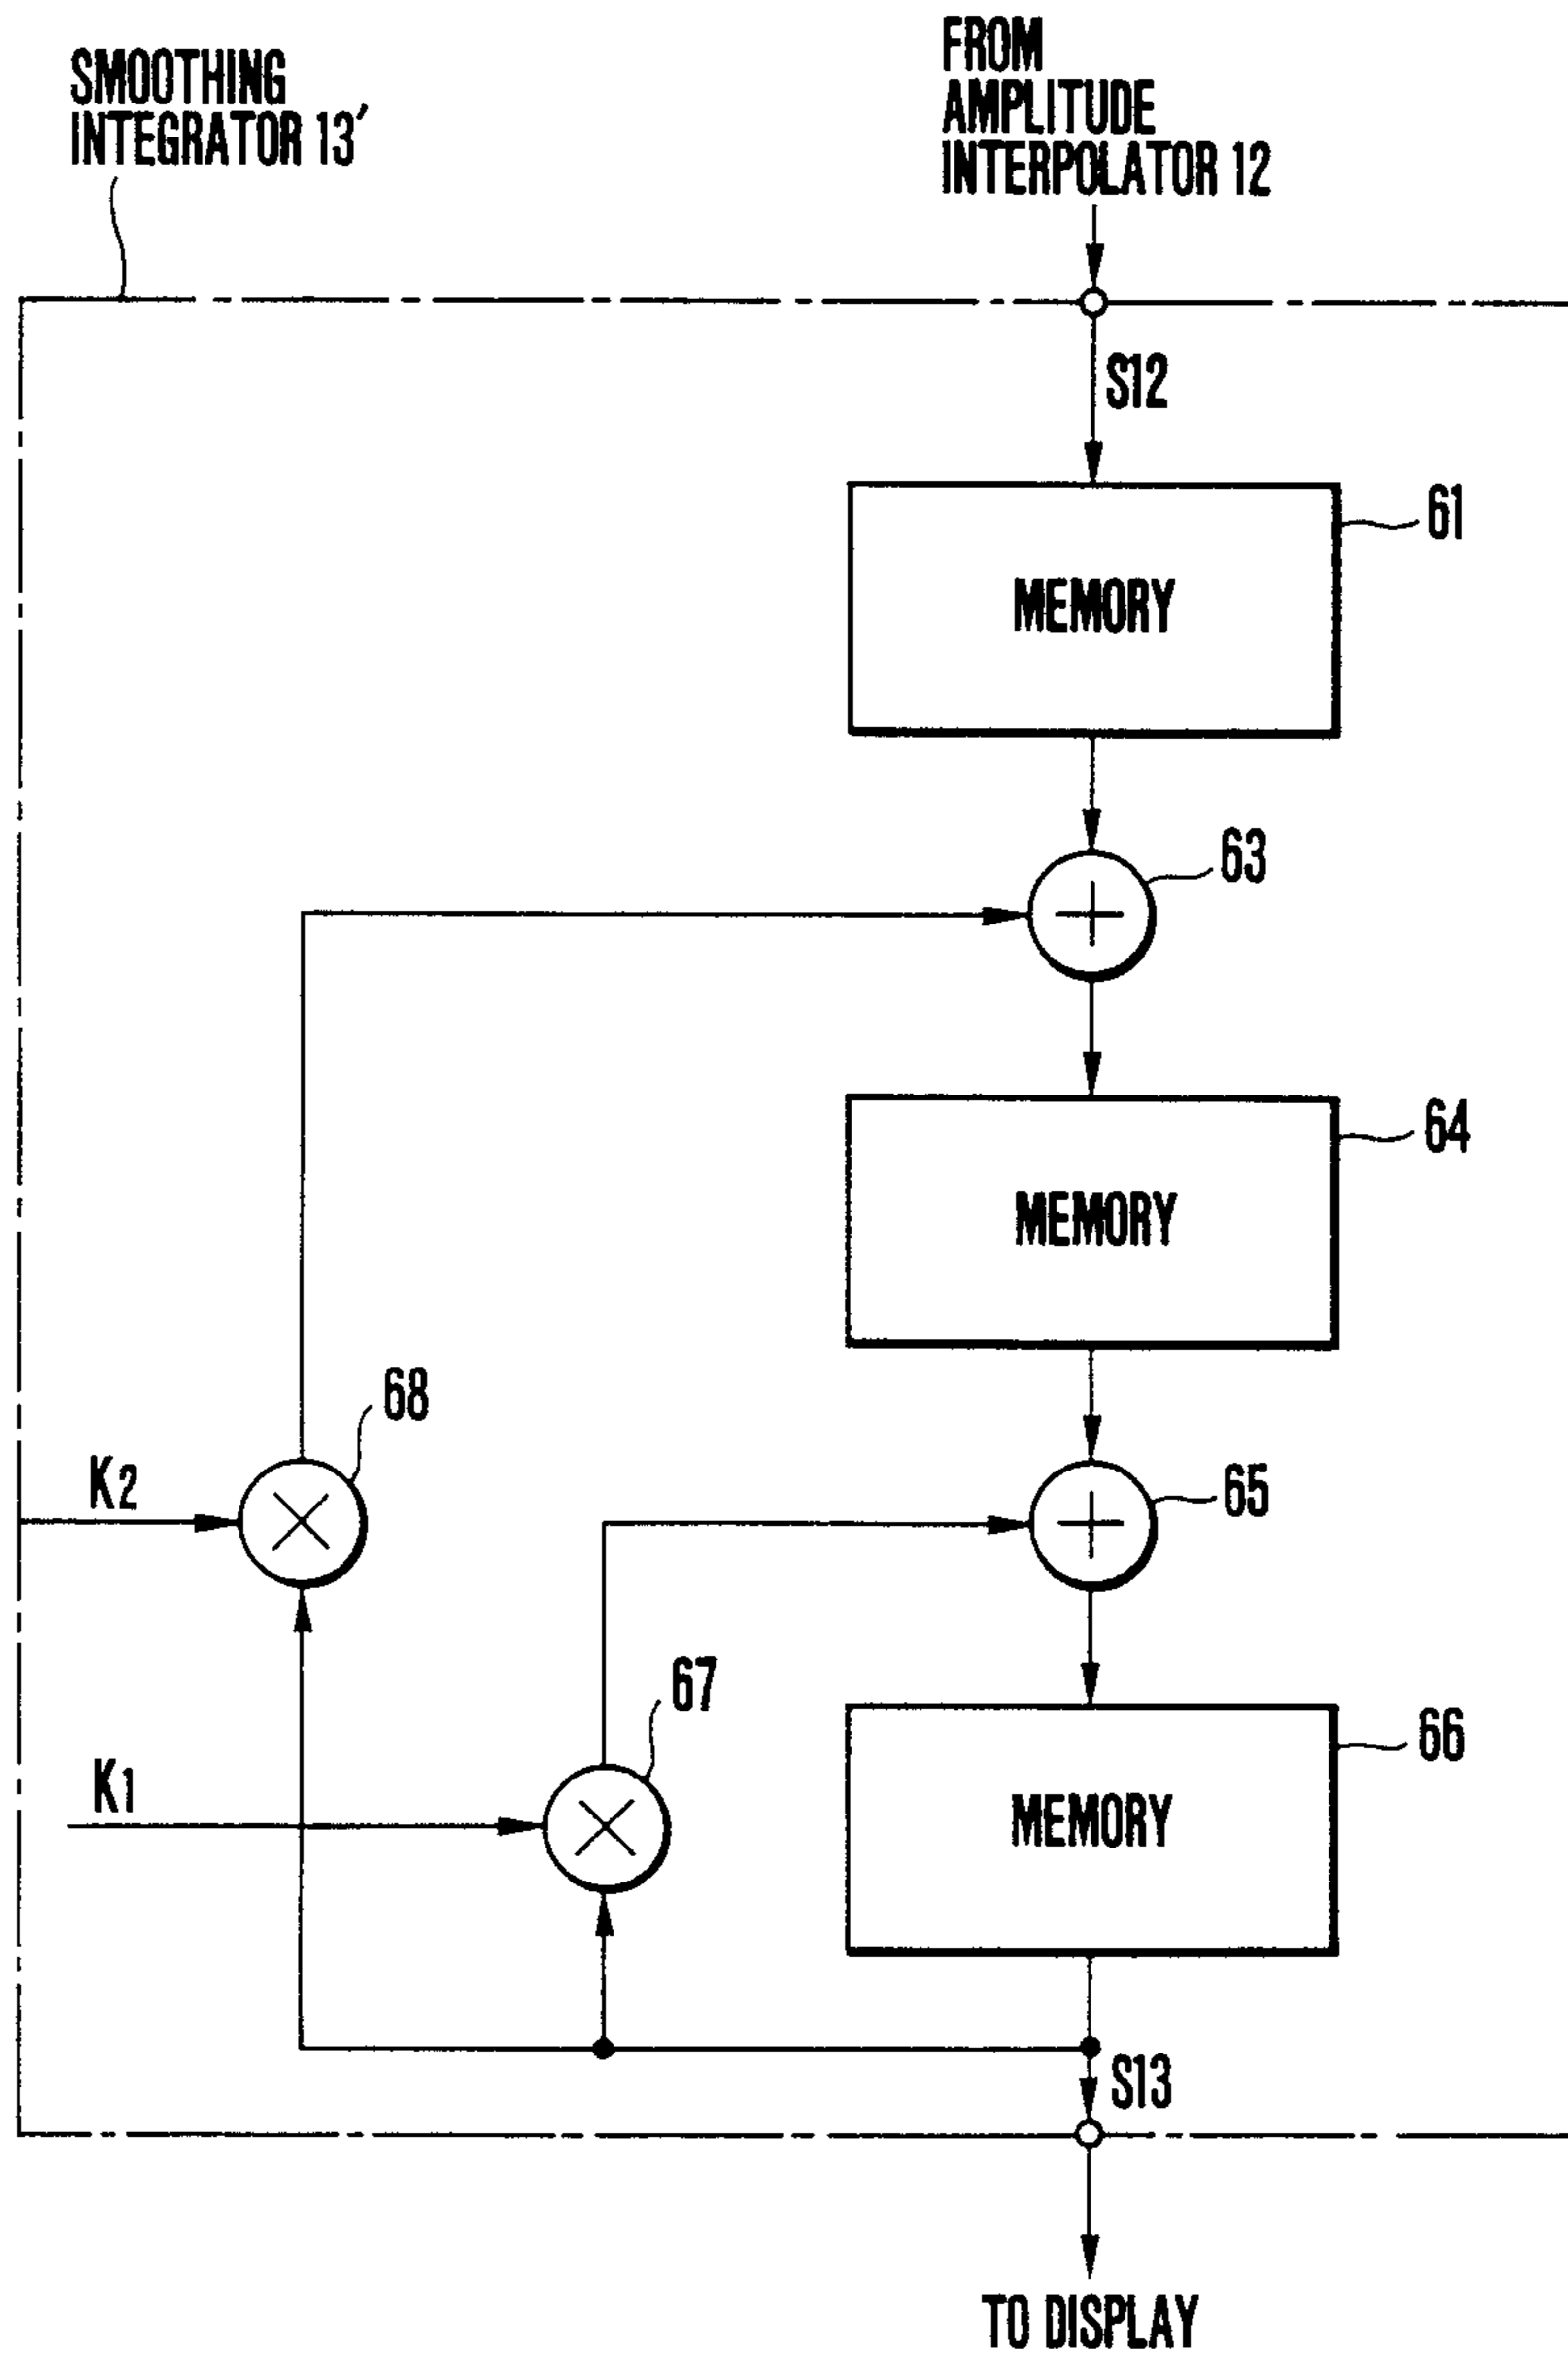 SMOOTHING
INTEGRATOR 13′
FROM
AMPLITUDE
INTERPOLATOR 12
S12
61
MEMORY
63
64
MEMORY
68
K2
65
67
66
K1
MEMORY
S13
TO DISPLAY